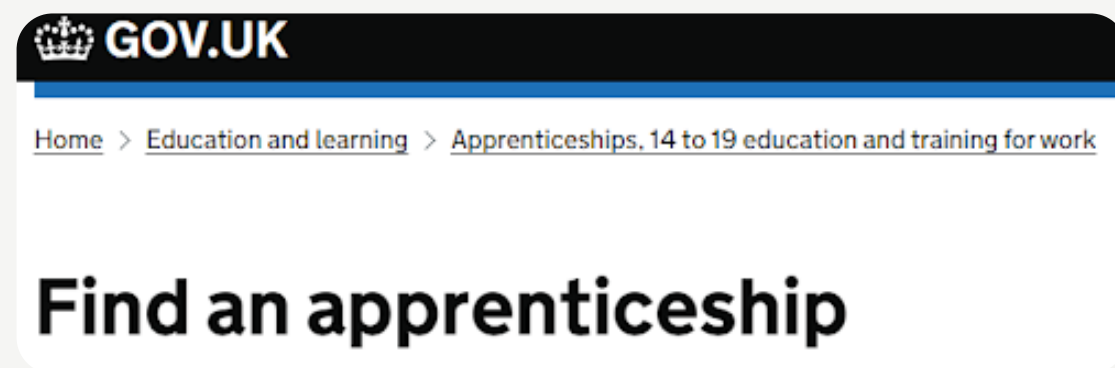 GOV.UK
Home > Education and learning > Apprenticeships, 14 to 19 education and training for work
Find an apprenticeship